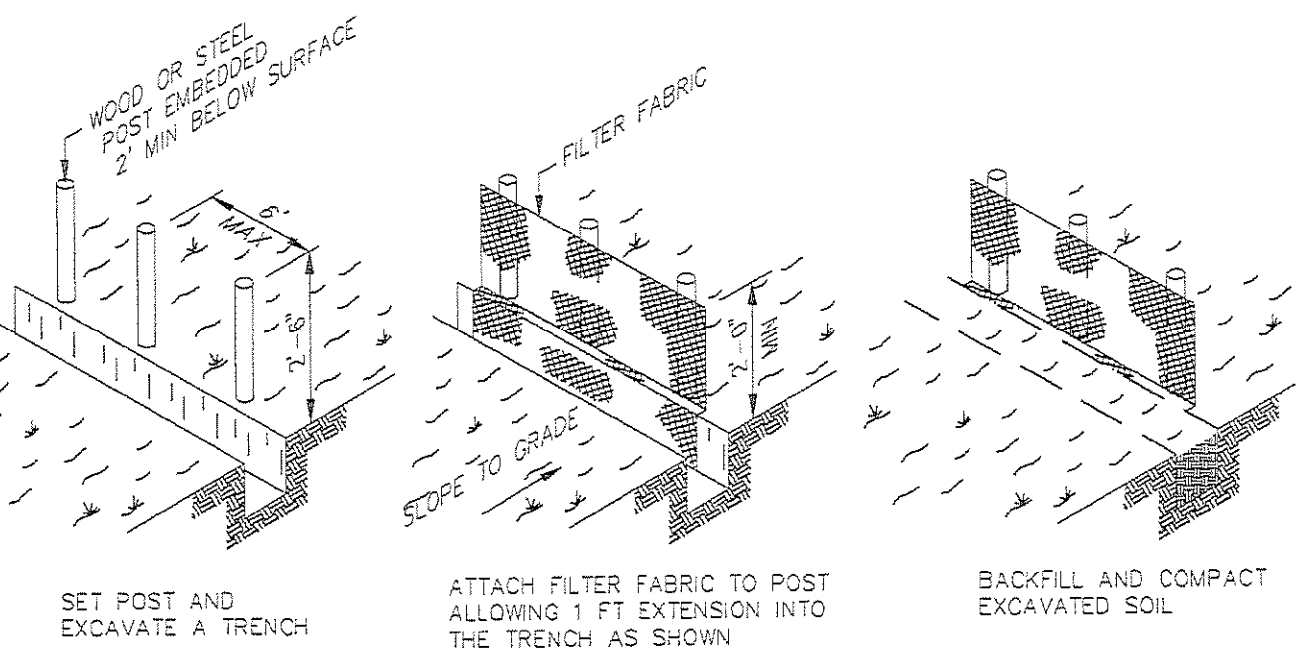 WOOD OR STEEL
POST EMBEDDED
2' MIN BELOW SURFACE
6'
MAX.
2'-6"
SET POST AND
EXCAVATE A TRENCH
FILTER FABRIC
2'-0"
MIN
SLOPE TO GRADE
ATTACH FILTER FABRIC TO POST
ALLOWING 1 FT EXTENSION INTO
THE TRENCH AS SHOWN
BACKFILL AND COMPACT
EXCAVATED SOIL